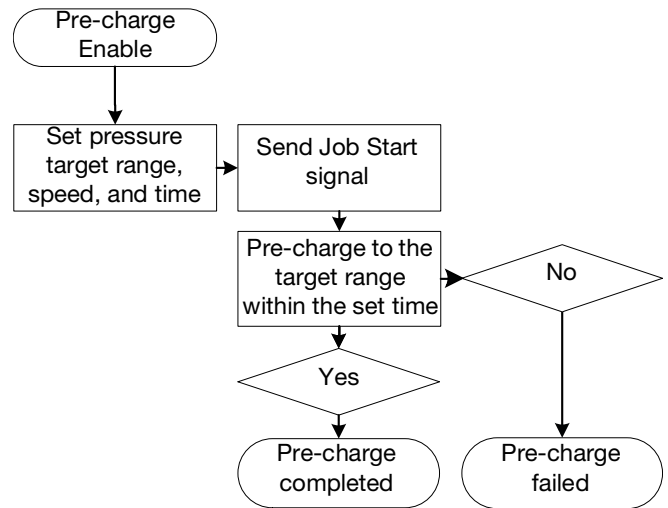 Pre-charge
Enable
Set pressure
target range,
speed, and time
Send Job Start
signal
Pre-charge to the
target range
within the set time
No
Yes
Pre-charge
completed
Pre-charge
failed